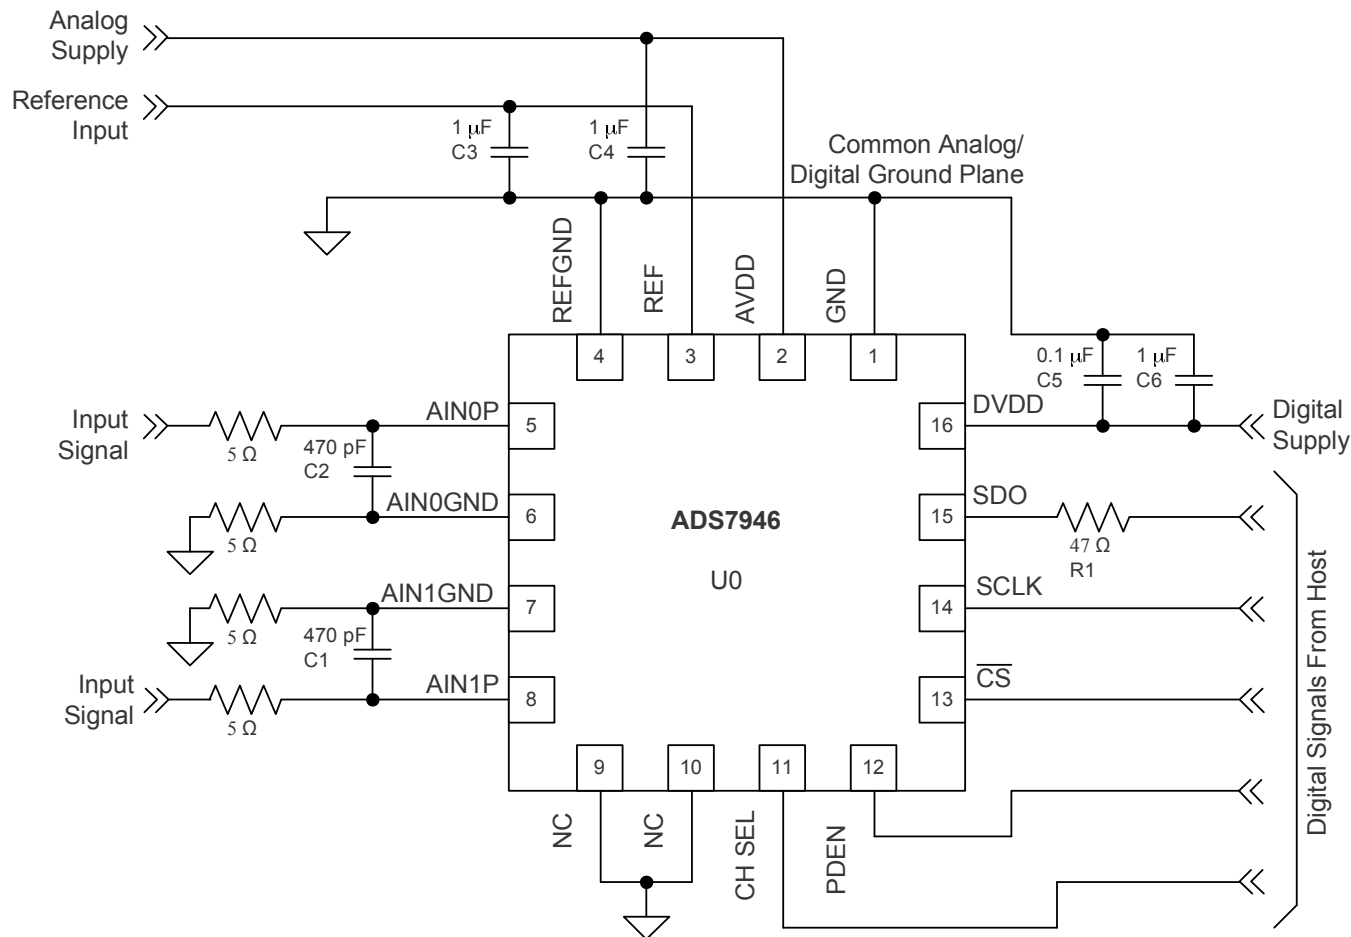 Analog
Supply
Reference
Input
1 µF
C3
1 µF
C4
Common Analog/
Digital Ground Plane
REFGND
REF
AVDD
GND
4
3
2
1
0.1 µF
C5
1 µF
C6
Input
Signal
5 Ω
470 pF
C2
AIN0P
5
DVDD
16
Digital
Supply
5 Ω
AIN0GND
6
ADS7946
U0
SDO
15
47 Ω
R1
5 Ω
470 pF
C1
AIN1GND
7
SCLK
14
Input
Signal
5 Ω
AIN1P
8
CS
13
9
10
11
12
NC
NC
CH SEL
PDEN
Digital Signals From Host